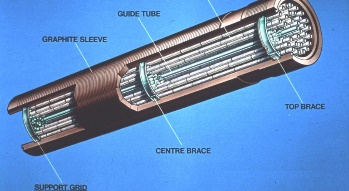 GUIDE TUBE
GRAPHITE SLEEVE
TOP BRACE
CENTRE BRACE
SUPPORT GRID